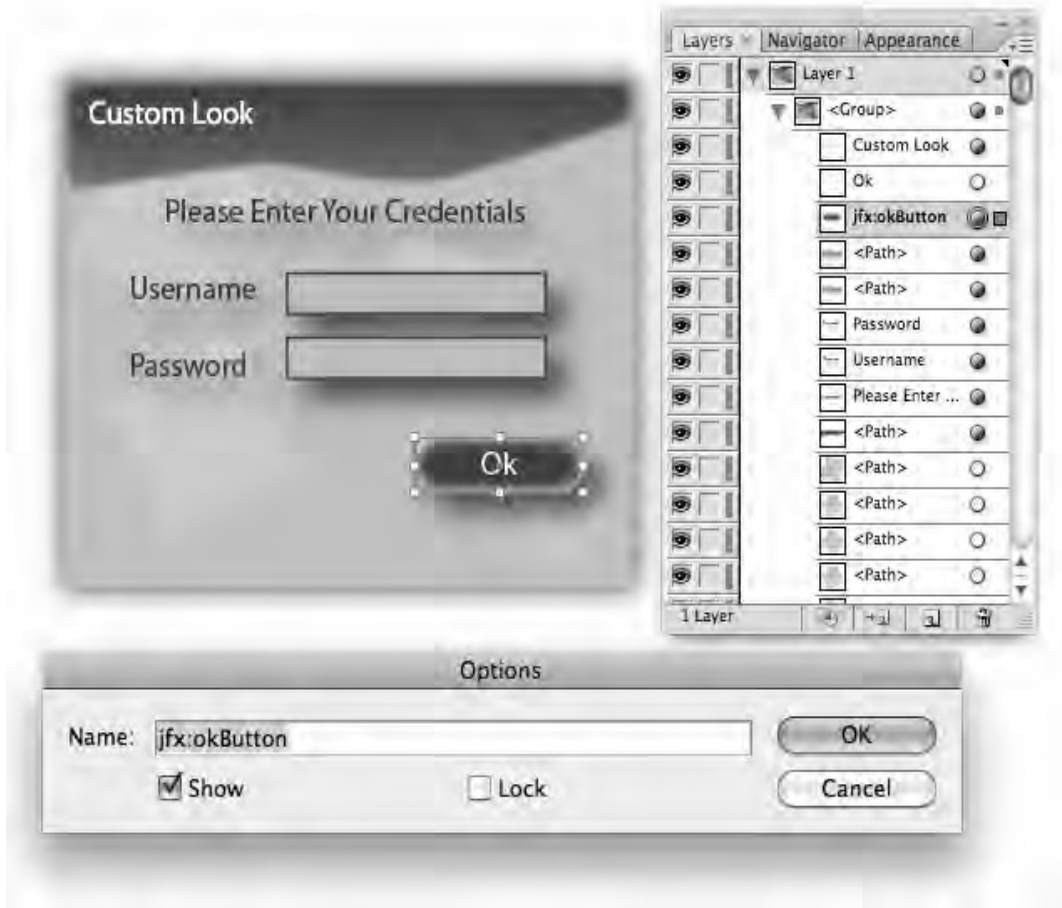 Custom Look
Please Enter Your Credentials
Username
Password
Ok
Layers × Navigator Appearance
Layer 1
<Group>
Custom Look
Ok
jfx:okButton
<Path>
<Path>
Password
Username
Please Enter ...
<Path>
<Path>
<Path>
<Path>
<Path>
1 Layer
Options
Name: jfx:okButton OK
Show Lock Cancel